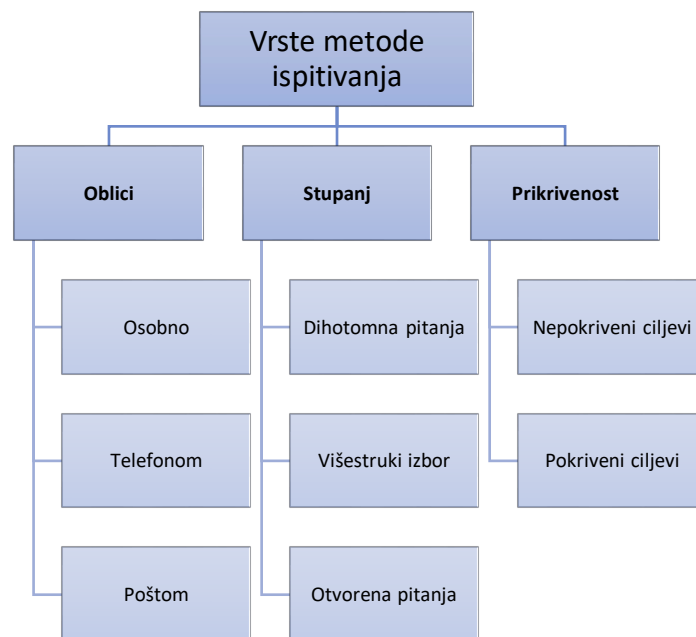 Vrste metode
ispitivanja
Oblici
Stupanj
Prikrivenost
Osobno
Dihotomna pitanja
Nepokriveni ciljevi
Telefonom
Višestruki izbor
Pokriveni ciljevi
Poštom
Otvorena pitanja